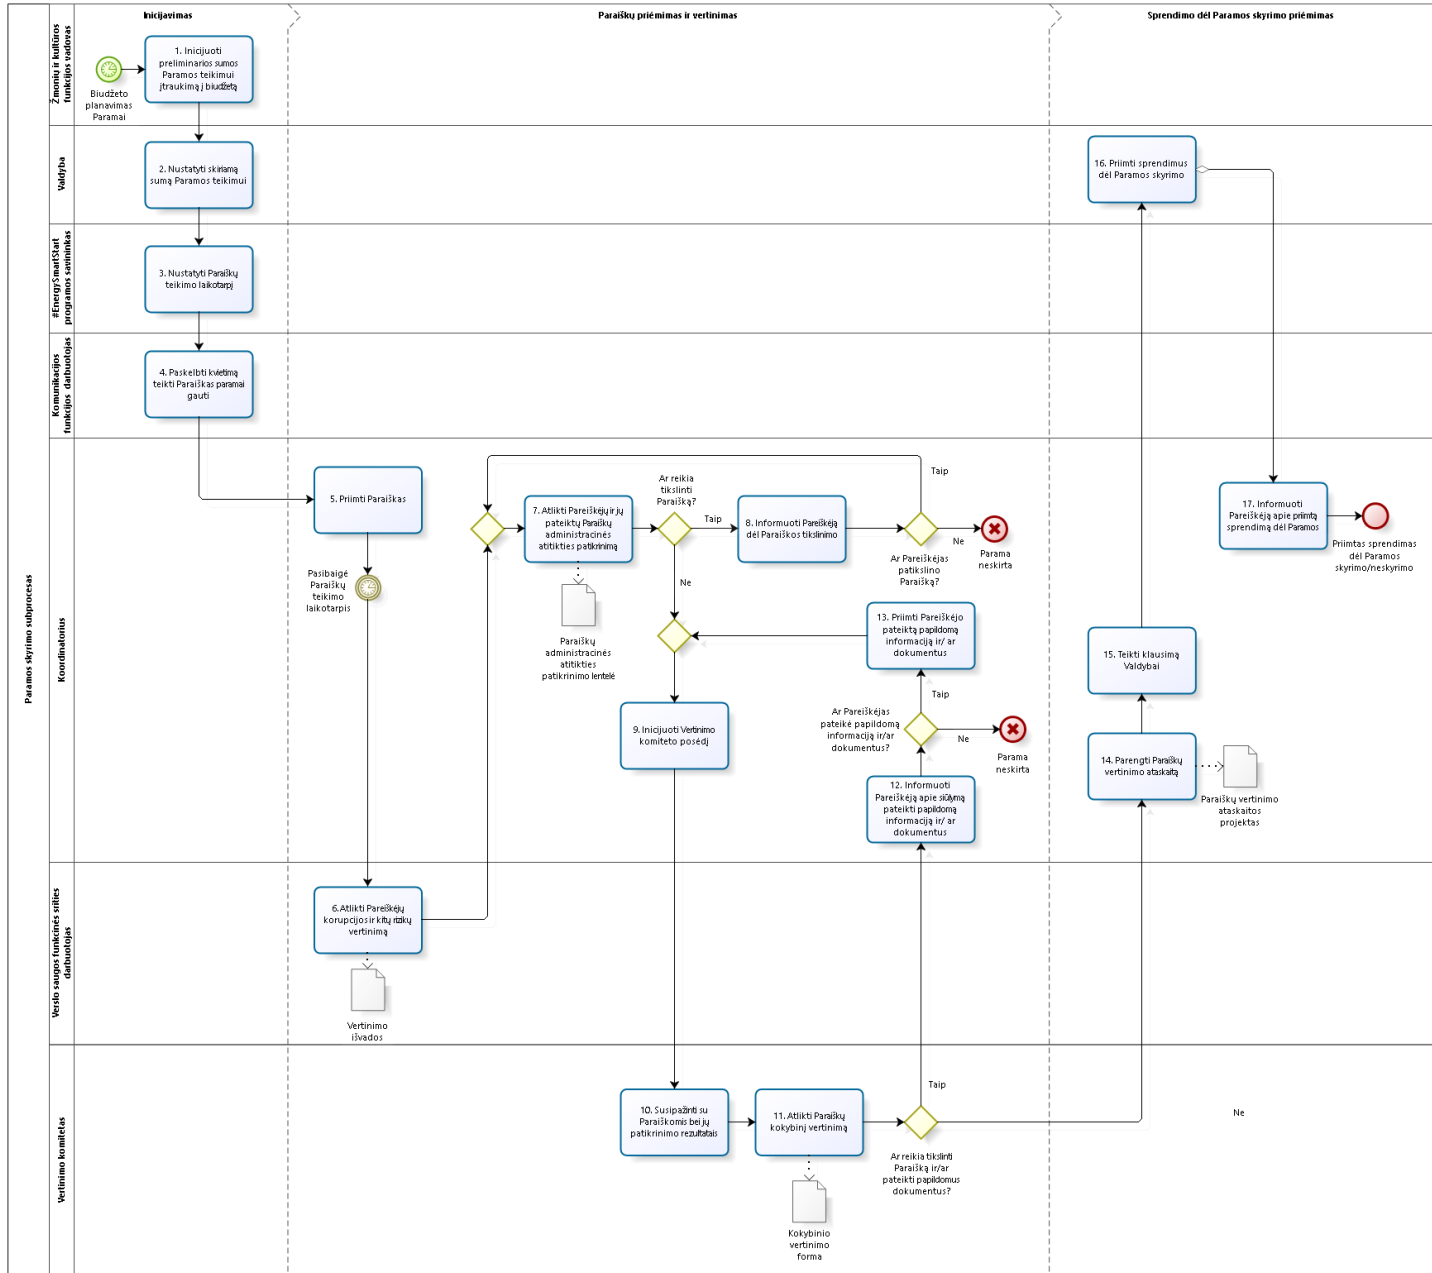 Inicijavimas
Paraiškų priėmimas ir vertinimas
Sprendimo dėl Paramos skyrimo priėmimas
Paramos skyrimo subprocesas
Žmonių ir kultūros
funkcijos vadovas
Biudžeto
planavimas
Paramai
1. Inicijuoti
preliminarios sumos
Paramos teikimui
įtraukimą į biudžetą
Valdyba
2. Nustatyti skiriamą
sumą Paramos teikimui
16. Priimti sprendimus
dėl Paramos skyrimo
#EnergySmartStart
programos savininkas
3. Nustatyti Paraiškų
teikimo laikotarpį
Komunikacijos
funkcijos darbuotojas
4. Paskelbti kvietimą
teikti Paraiškas paramai
gauti
Koordinatorius
5. Priimti Paraiškas
Pasibaigė
Paraiškų
teikimo
laikotarpis
7. Atlikti Pareiškėjų ir jų
pateiktų Paraiškų
administracinės
atitikties patikrinimą
Paraiškų
administracinės
atitikties
patikrinimo lentelė
Ar reikia
tikslinti
Paraišką?
Taip
Ne
8. Informuoti Pareiškėją
dėl Paraiškos tikslinimo
Taip
Ne
Ar Pareiškėjas
patikslino
Paraišką?
Parama
neskirta
9. Inicijuoti Vertinimo
komiteto posėdį
13. Priimti Pareiškėjo
pateiktą papildomą
informaciją ir/ ar
dokumentus
Taip
Ar Pareiškėjas
pateikė papildomą
informaciją ir/ar
dokumentus?
Ne
Parama
neskirta
12. Informuoti
Pareiškėją apie siūlymą
pateikti papildomą
informaciją ir/ ar
dokumentus
17. Informuoti
Pareiškėją apie priimtą
sprendimą dėl Paramos
Priimtas sprendimas
dėl Paramos
skyrimo/neskyrimo
15. Teikti klausimą
Valdybai
14. Parengti Paraiškų
vertinimo ataskaitą
Paraiškų vertinimo
ataskaitos
projektas
Verslo saugos funkcinės srities
darbuotojas
6. Atlikti Pareiškėjų
korupcijos ir kitų rizikų
vertinimą
Vertinimo
išvados
Vertinimo komitetas
10. Susipažinti su
Paraiškomis bei jų
patikrinimo rezultatais
11. Atlikti Paraiškų
kokybinį vertinimą
Kokybinio
vertinimo
forma
Taip
Ar reikia tikslinti
Paraišką ir/ar
pateikti papildomus
dokumentus?
Ne